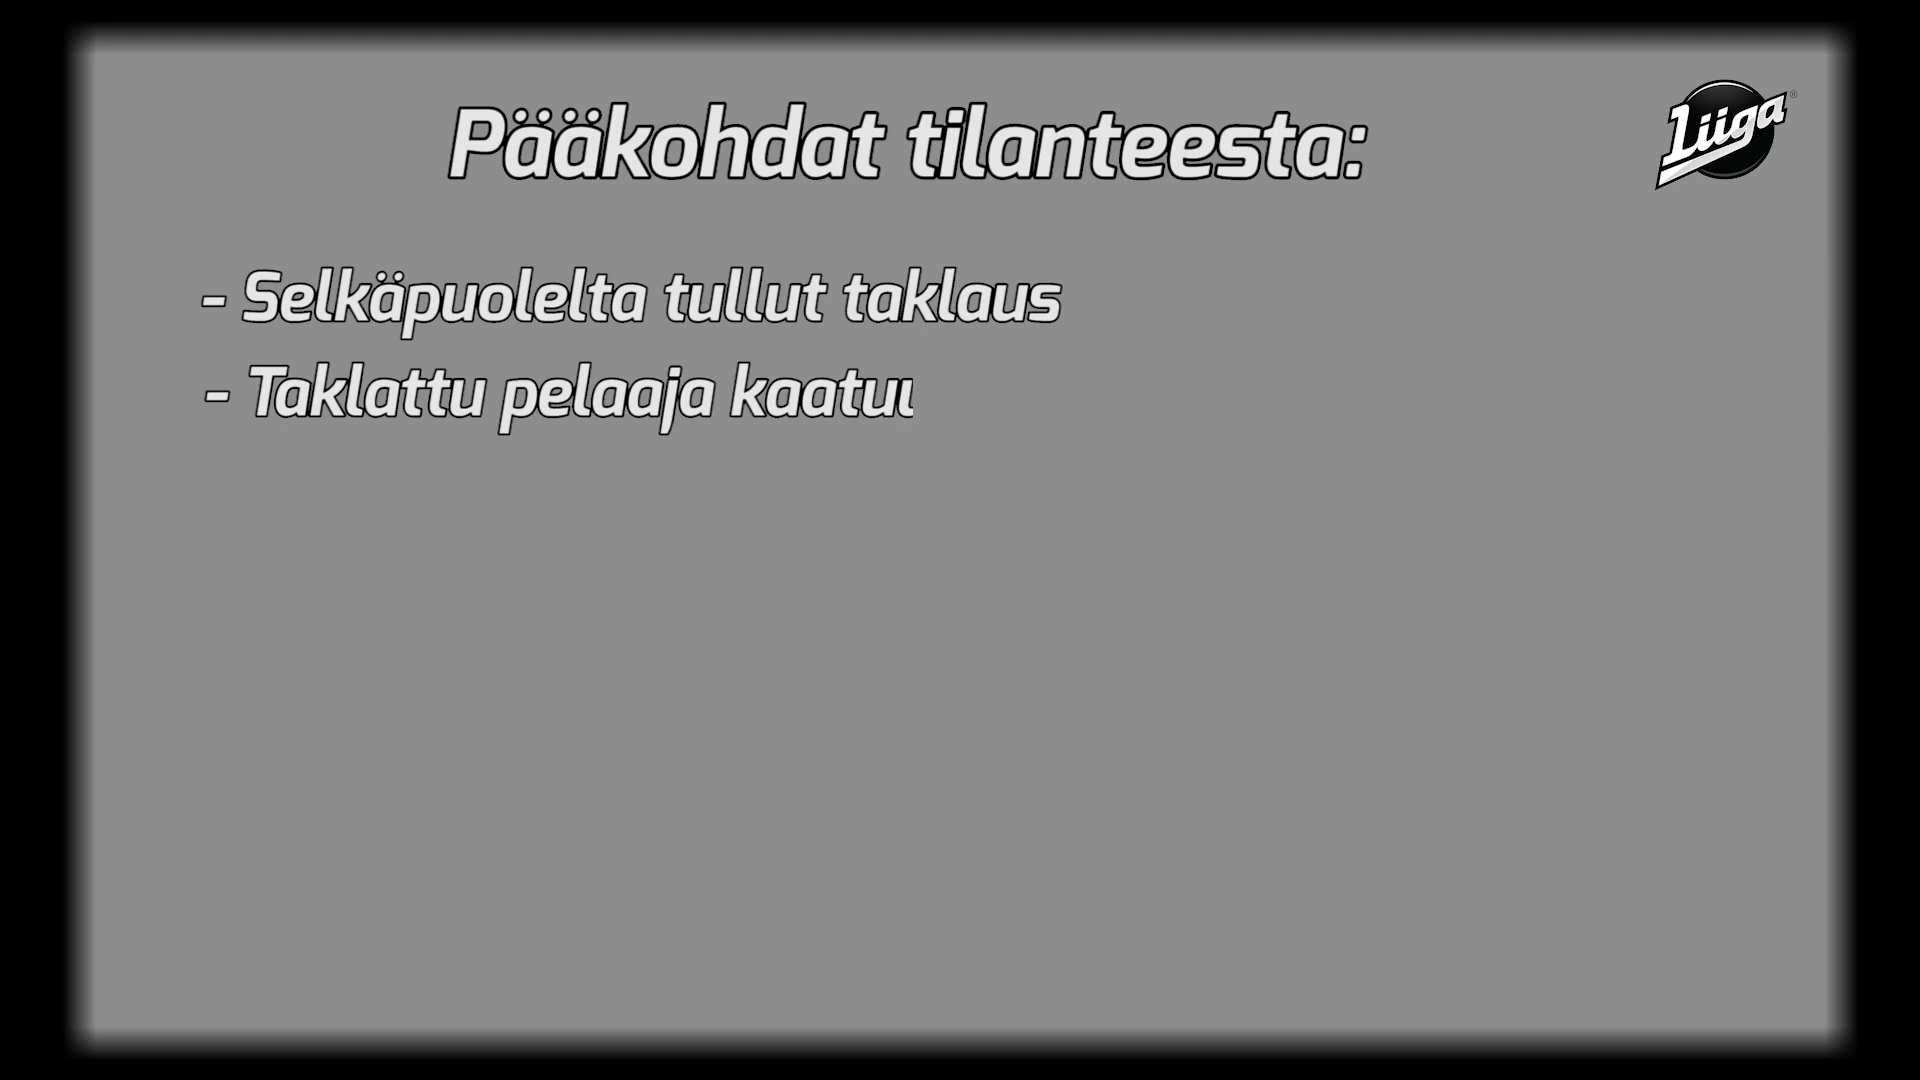 Pääkohdat tilanteesta:
Liiga
- Selkäpuolelta tullut taklaus
- Taklattu pelaaja